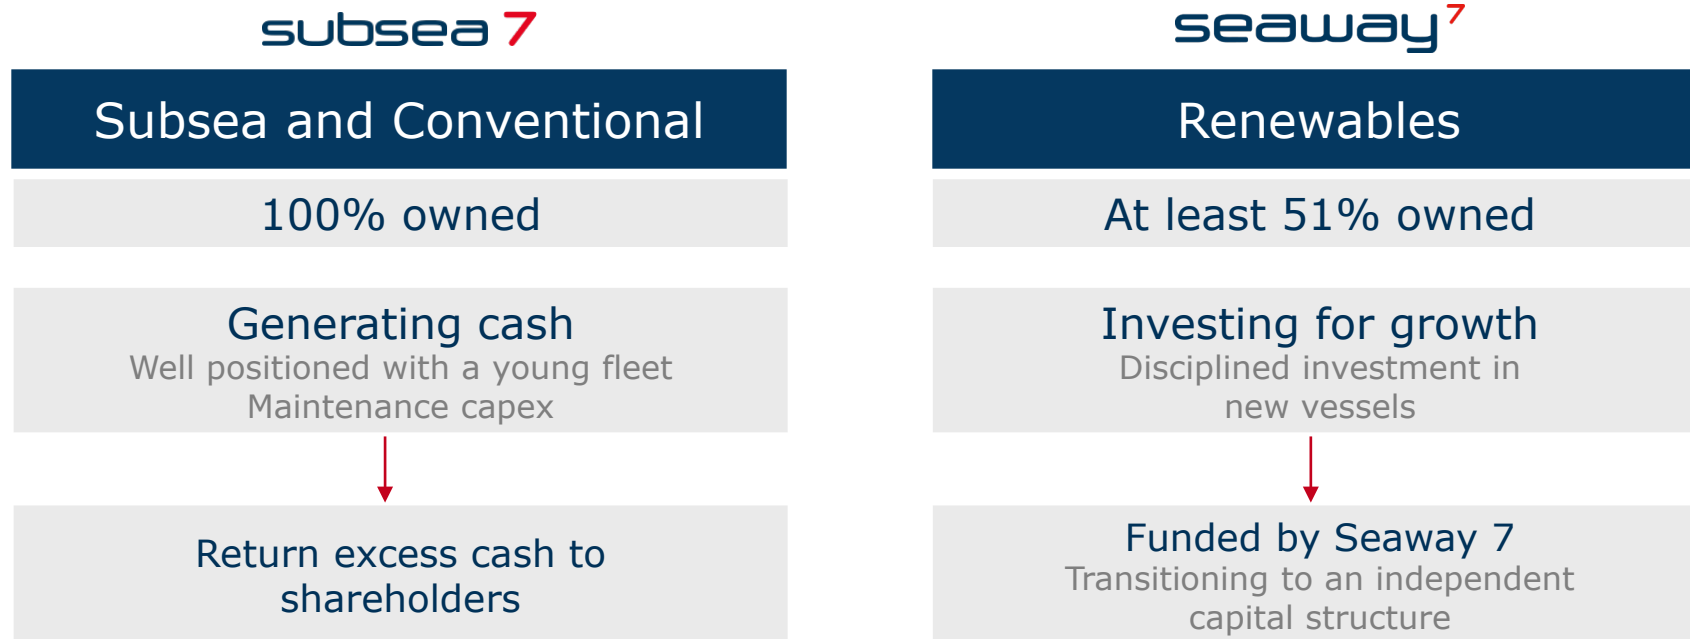 subsea 7
Subsea and Conventional
100% owned
Generating cash
Well positioned with a young fleet
Maintenance capex
Return excess cash to
shareholders
seaway 7
Renewables
At least 51% owned
Investing for growth
Disciplined investment in
new vessels
Funded by Seaway 7
Transitioning to an independent
capital structure